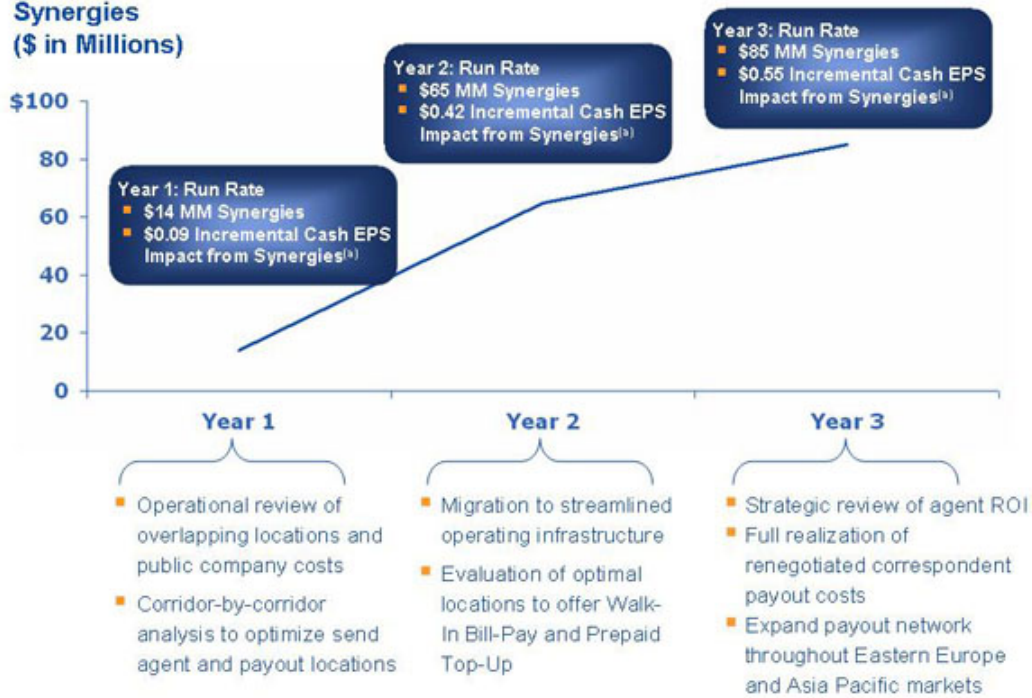 Synergies
($ in Millions)
Year 1: Run Rate
$14 MM Synergies
$0.09 Incremental Cash EPS
Impact from Synergies(a)
Year 2: Run Rate
$65 MM Synergies
$0.42 Incremental Cash EPS
Impact from Synergies(a)
Year 3: Run Rate
$85 MM Synergies
$0.55 Incremental Cash EPS
Impact from Synergies(a)
$100
80
60
40
20
0
Year 1
Year 2
Year 3
Operational review of
overlapping locations and
public company costs
Corridor-by-corridor
analysis to optimize send
agent and payout locations
Migration to streamlined
operating infrastructure
Evaluation of optimal
locations to offer Walk-
In Bill-Pay and Prepaid
Top-Up
Strategic review of agent ROI
Full realization of
renegotiated correspondent
payout costs
Expand payout network
throughout Eastern Europe
and Asia Pacific markets